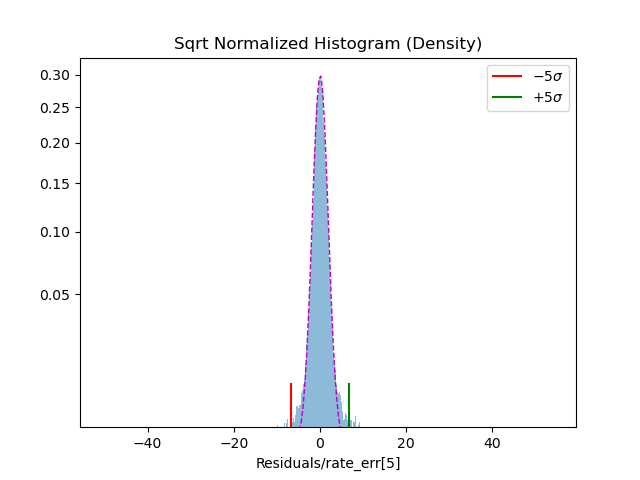 Sqrt Normalized Histogram (Density)
−5σ
+5σ
0.30
0.25
0.20
0.15
0.10
0.05
−40 −20 0 20 40
Residuals/rate_err[5]